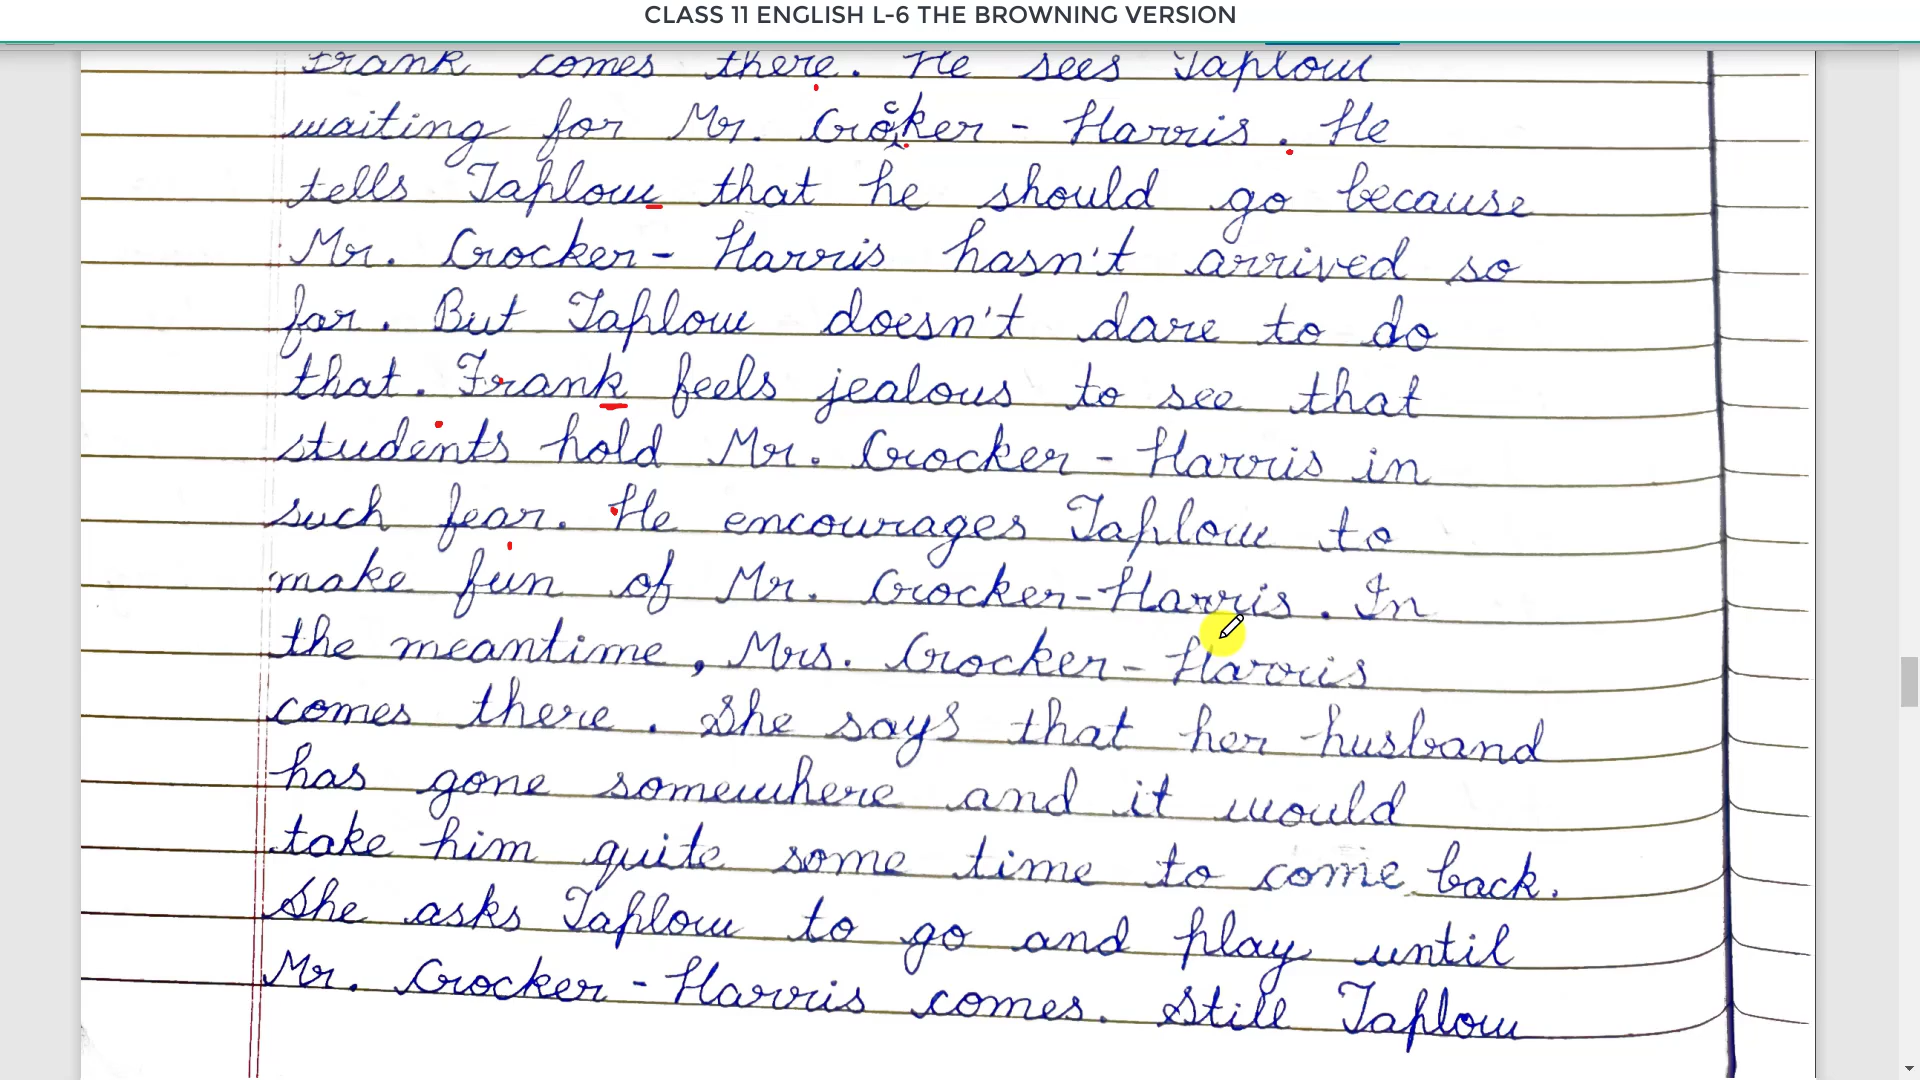 CLASS 11 ENGLISH L-6 THE BROWNING VERSION
Frank comes there. He sees Taplow
waiting for Mr. Crocker - Harris. He
tells Taplow that he should go because
Mr. Crocker - Harris hasn't arrived so
far. But Taplow doesn't dare to do
that. Frank feels jealous to see that
students hold Mr. Crocker - Harris in
such fear. He encourages Taplow to
make fun of Mr. Crocker-Harris. In
the meantime, Mrs. Crocker - Harris
comes there. She says that her husband
has gone somewhere and it would
take him quite some time to come back.
She asks Taplow to go and play until
Mr. Crocker - Harris comes. Still Taplow